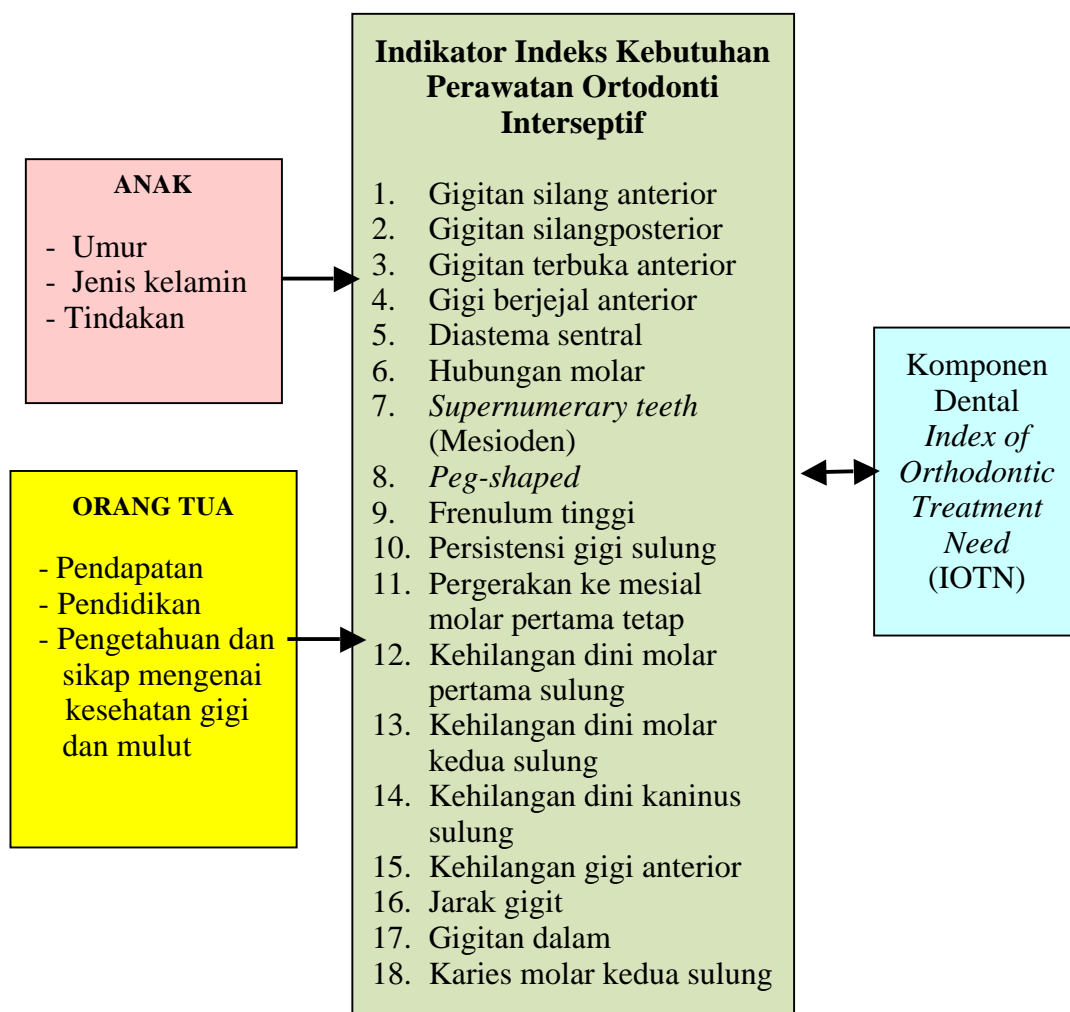 ANAK
- Umur
- Jenis kelamin
- Tindakan
ORANG TUA
- Pendapatan
- Pendidikan
- Pengetahuan dan
sikap mengenai
kesehatan gigi
dan mulut
Indikator Indeks Kebutuhan
Perawatan Ortodonti
Interseptif
1. Gigitan silang anterior
2. Gigitan silangposterior
3. Gigitan terbuka anterior
4. Gigi berjejal anterior
5. Diastema sentral
6. Hubungan molar
7. Supernumerary teeth
(Mesioden)
8. Peg-shaped
9. Frenulum tinggi
10. Persistensi gigi sulung
11. Pergerakan ke mesial
molar pertama tetap
12. Kehilangan dini molar
pertama sulung
13. Kehilangan dini molar
kedua sulung
14. Kehilangan dini kaninus
sulung
15. Kehilangan gigi anterior
16. Jarak gigit
17. Gigitan dalam
18. Karies molar kedua sulung
Komponen
Dental
Index of
Orthodontic
Treatment
Need
(IOTN)